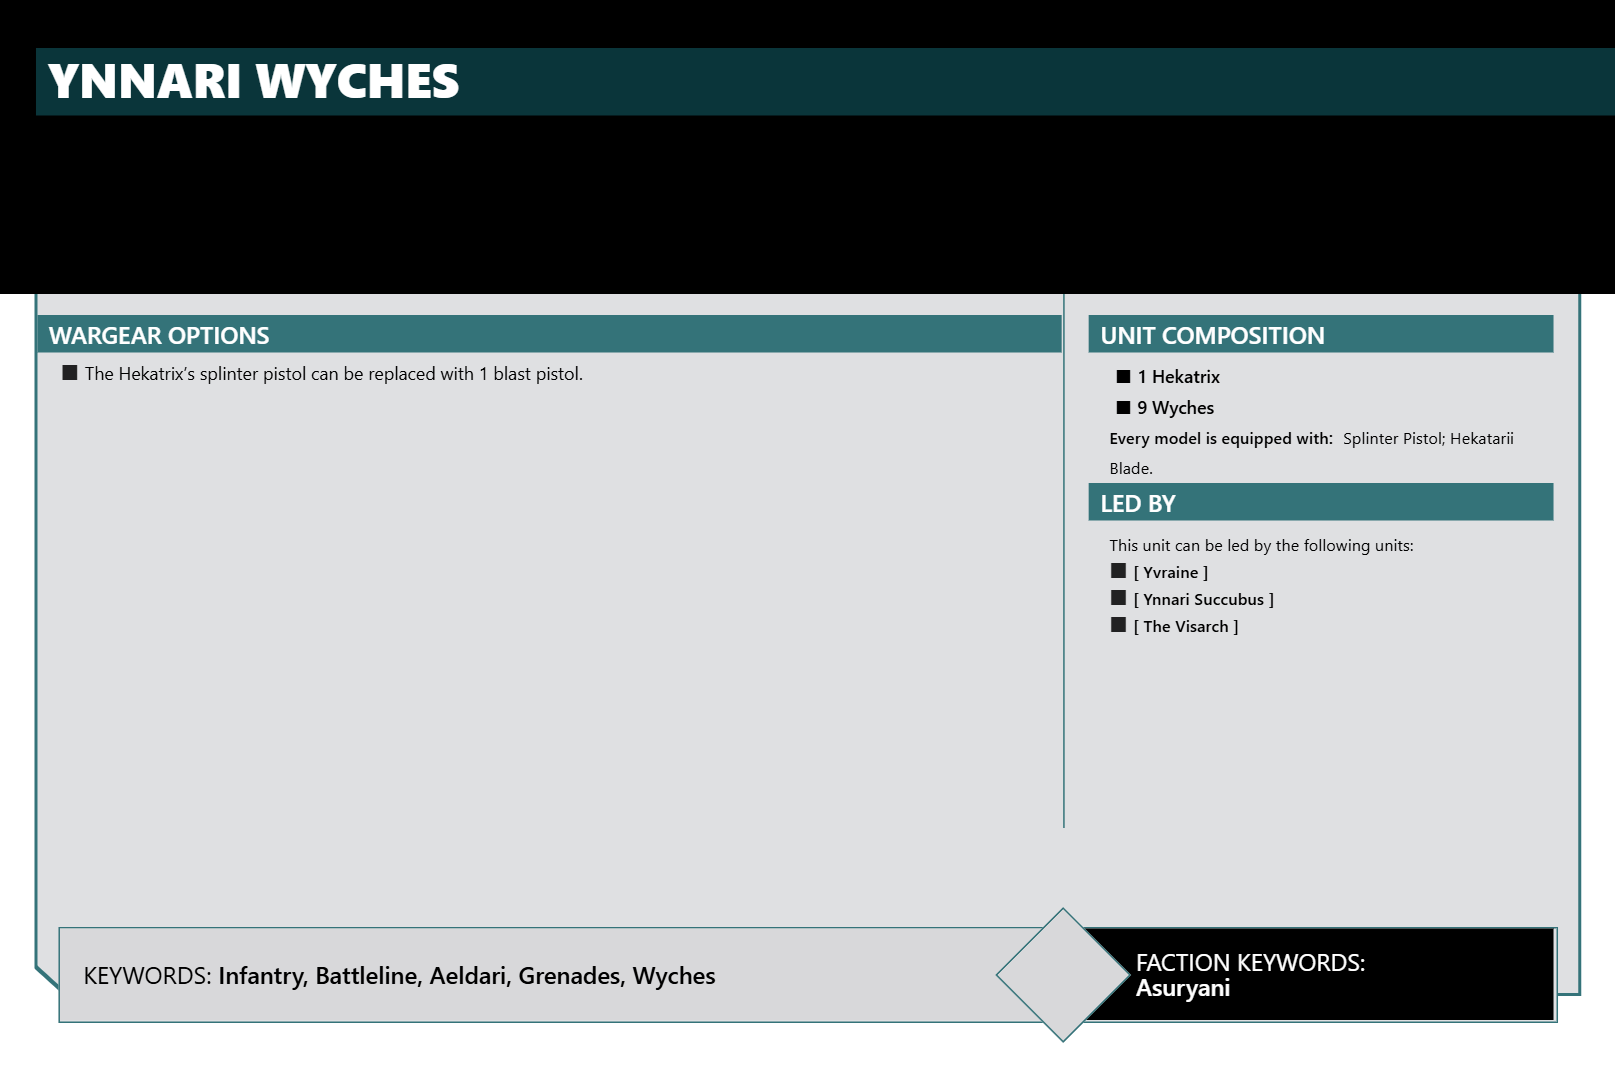 YNNARI WYCHES
WARGEAR OPTIONS
■ The Hekatrix’s splinter pistol can be replaced with 1 blast pistol.
UNIT COMPOSITION
■ 1 Hekatrix
■ 9 Wyches
Every model is equipped with: Splinter Pistol; Hekatarii
Blade.
LED BY
This unit can be led by the following units:
■ [ Yvraine ]
■ [ Ynnari Succubus ]
■ [ The Visarch ]
KEYWORDS: Infantry, Battleline, Aeldari, Grenades, Wyches
FACTION KEYWORDS:
Asuryani